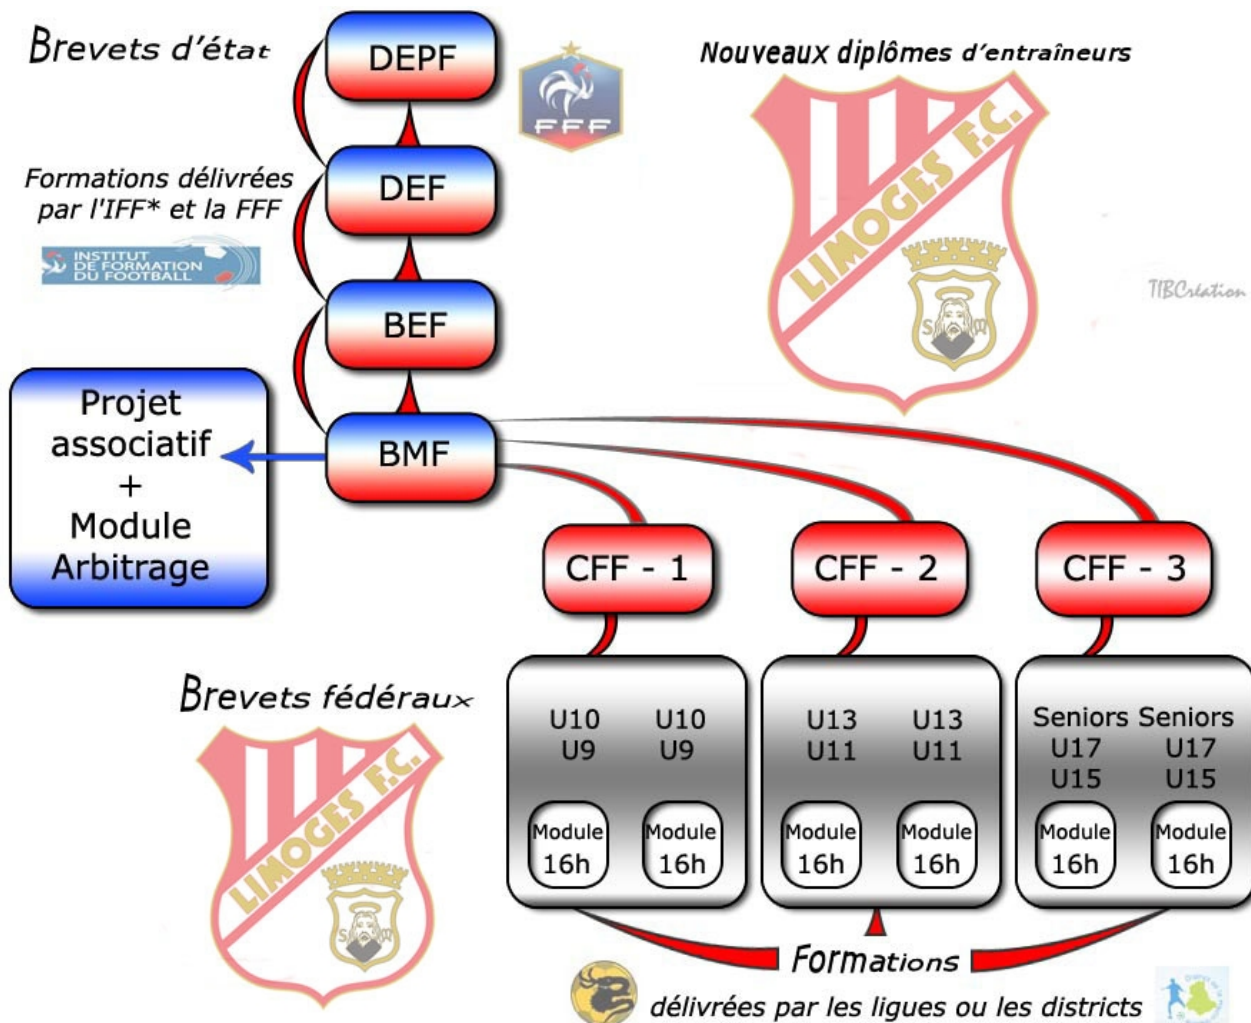 Brevets d'état
DEPF
FFF
Nouveaux diplômes d'entraîneurs
LIMOGES F.C.
S M
TIBCréation
Formations délivrées
par l'IFF* et la FFF
INSTITUT
DE FORMATION
DU FOOTBALL
DEF
BEF
BMF
Projet
associatif
+
Module
Arbitrage
CFF - 1
CFF - 2
CFF - 3
Brevets fédéraux
LIMOGES F.C.
S M
U10 U10
U9 U9
Module Module
16h 16h
U13 U13
U11 U11
Module Module
16h 16h
Seniors Seniors
U17 U17
U15 U15
Module Module
16h 16h
Formations
délivrées par les ligues ou les districts